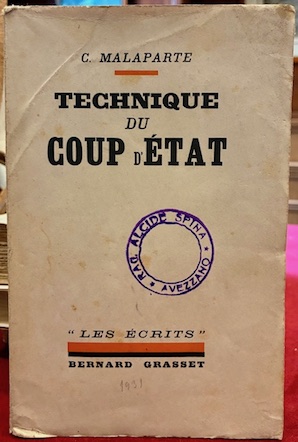 C. MALAPARTE
TECHNIQUE
DU
COUP D'ÉTAT
★ RAG. ALCIDE SPINA ★
AVEZZANO
"LES ÉCRITS"
BERNARD GRASSET
1931